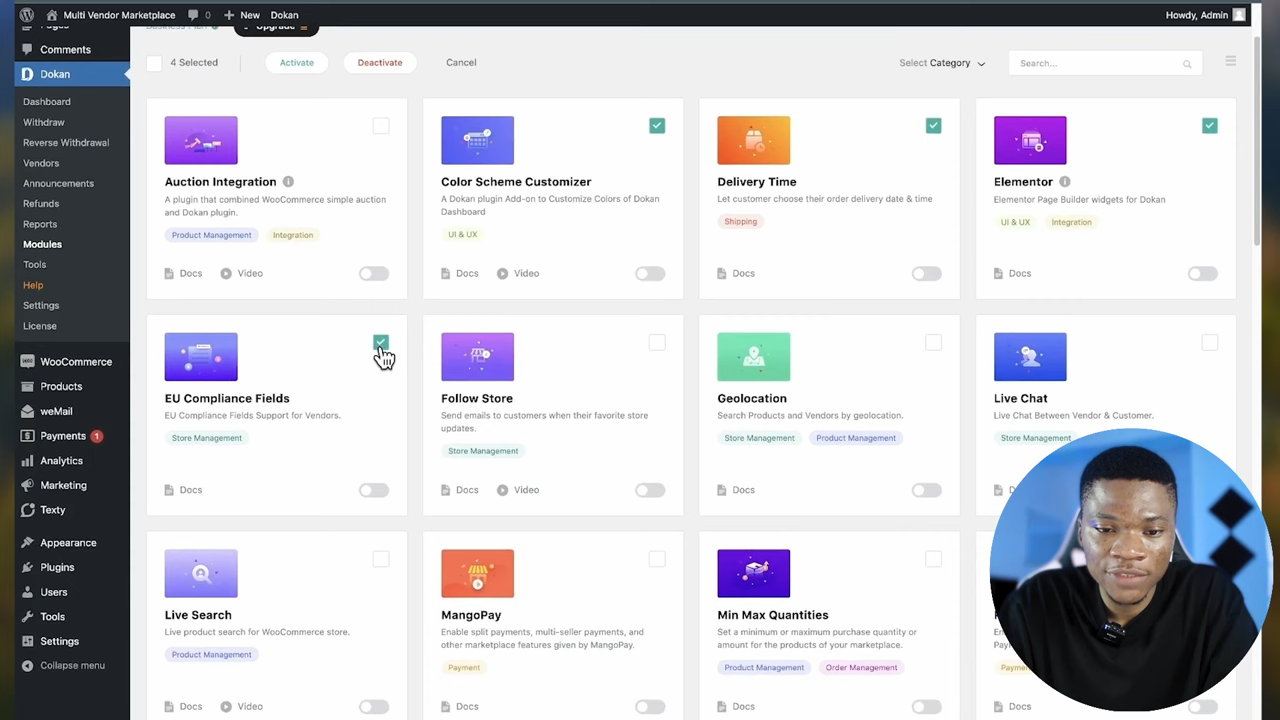 Multi Vendor Marketplace
0
New
Dokan
Howdy, Admin
Pages
Comments
Dokan
Dashboard
Withdraw
Reverse Withdrawal
Vendors
Announcements
Refunds
Reports
Modules
Tools
Help
Settings
License
WooCommerce
Products
weMail
Payments 1
Analytics
Marketing
Texty
Appearance
Plugins
Users
Tools
Settings
Collapse menu
Business Plan
Upgrade
4 Selected
Activate
Deactivate
Cancel
Select Category
Search...
Auction Integration
A plugin that combined WooCommerce simple auction
and Dokan plugin.
Product Management Integration
Docs Video
Color Scheme Customizer
A Dokan plugin Add-on to Customize Colors of Dokan
Dashboard
UI & UX
Docs Video
Delivery Time
Let customer choose their order delivery date & time
Shipping
Docs
Elementor
Elementor Page Builder widgets for Dokan
UI & UX Integration
Docs
EU Compliance Fields
EU Compliance Fields Support for Vendors.
Store Management
Docs
Follow Store
Send emails to customers when their favorite store
updates.
Store Management
Docs Video
Geolocation
Search Products and Vendors by geolocation.
Store Management Product Management
Docs
Live Chat
Live Chat Between Vendor & Customer.
Store Management
Live Search
Live product search for WooCommerce store.
Product Management
Docs Video
MangoPay
Enable split payments, multi-seller payments, and
other marketplace features given by MangoPay.
Payment
Docs
Min Max Quantities
Set a minimum or maximum purchase quantity or
amount for the products of your marketplace.
Product Management Order Management
Docs
Docs